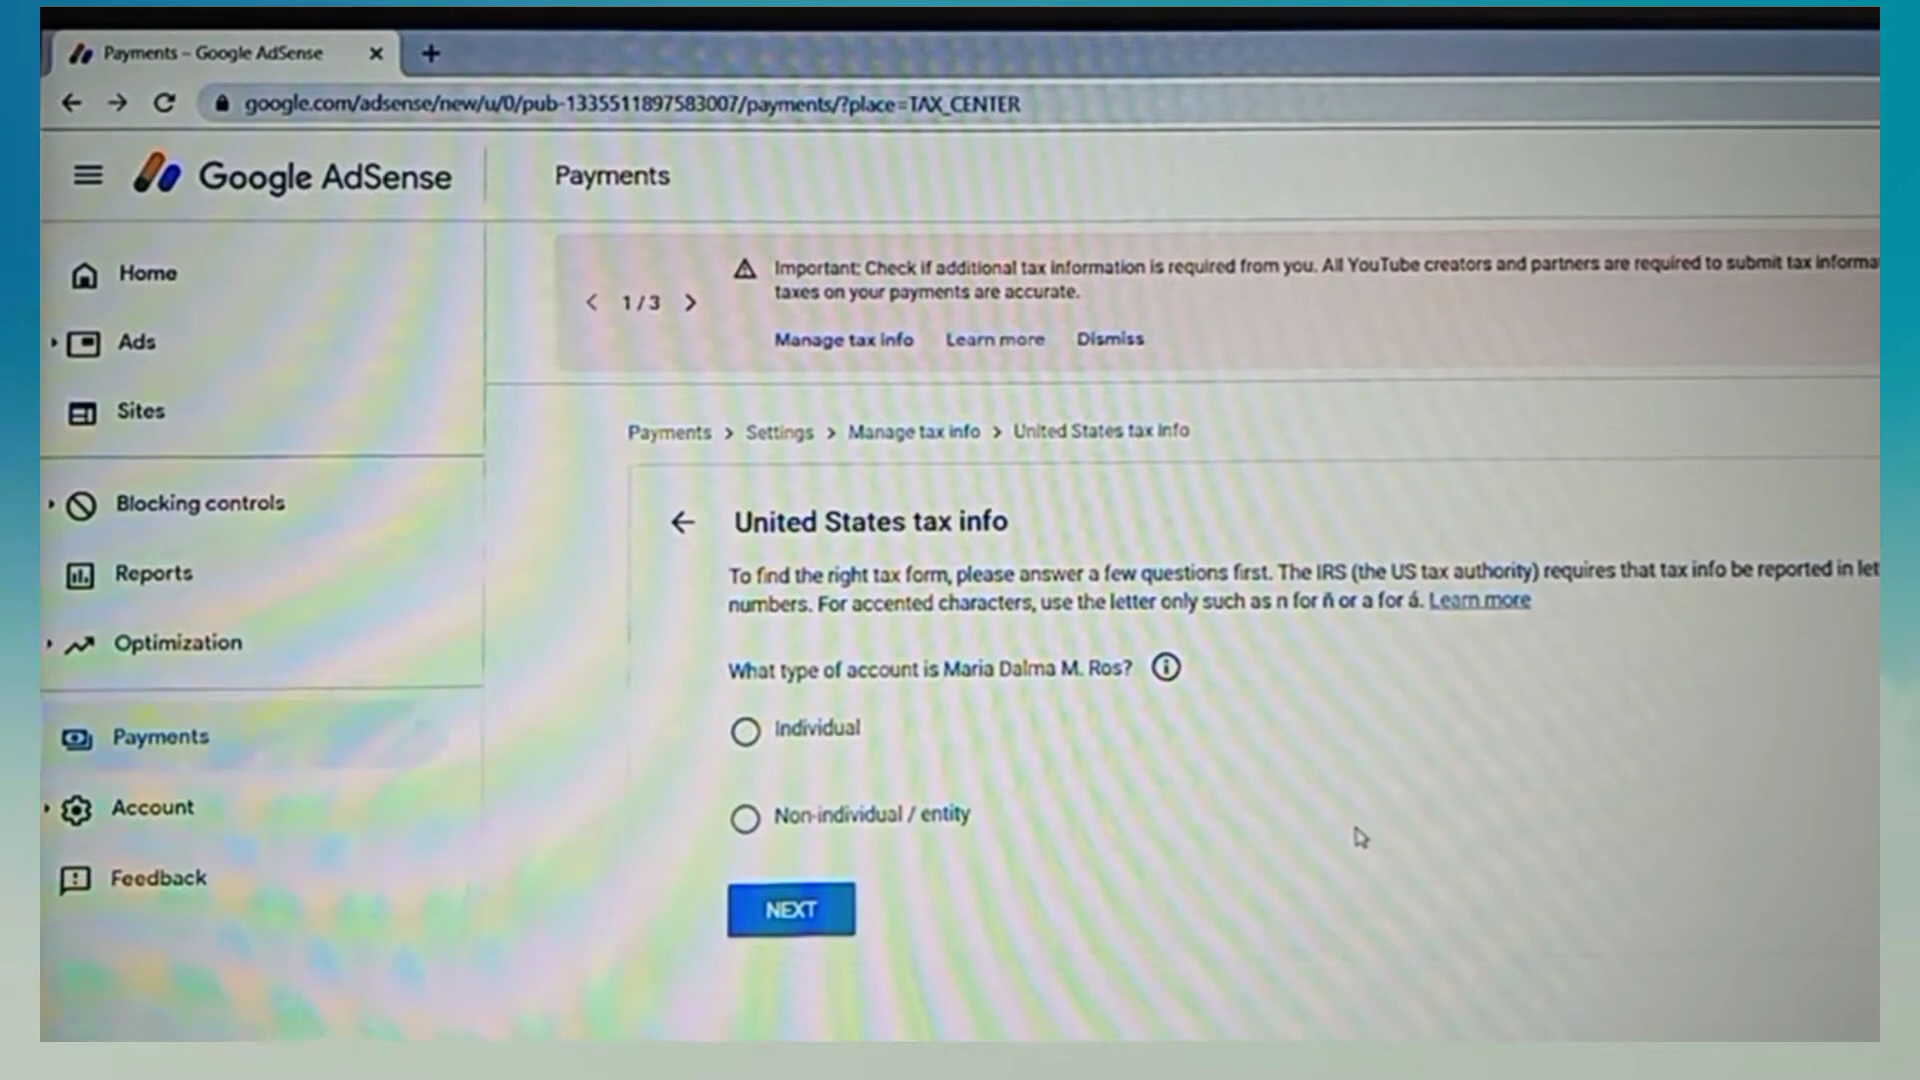 Payments – Google AdSense
google.com/adsense/new/u/0/pub-1335511897583007/payments/?place=TAX_CENTER
Google AdSense
Payments
Home
Ads
Sites
Blocking controls
Reports
Optimization
Payments
Account
Feedback
1 / 3
Important: Check if additional tax information is required from you. All YouTube creators and partners are required to submit tax informa
taxes on your payments are accurate.
Manage tax info Learn more Dismiss
Payments > Settings > Manage tax info > United States tax info
United States tax info
To find the right tax form, please answer a few questions first. The IRS (the US tax authority) requires that tax info be reported in let
numbers. For accented characters, use the letter only such as n for ñ or a for á. Learn more
What type of account is Maria Dalma M. Ros?
Individual
Non-individual / entity
NEXT